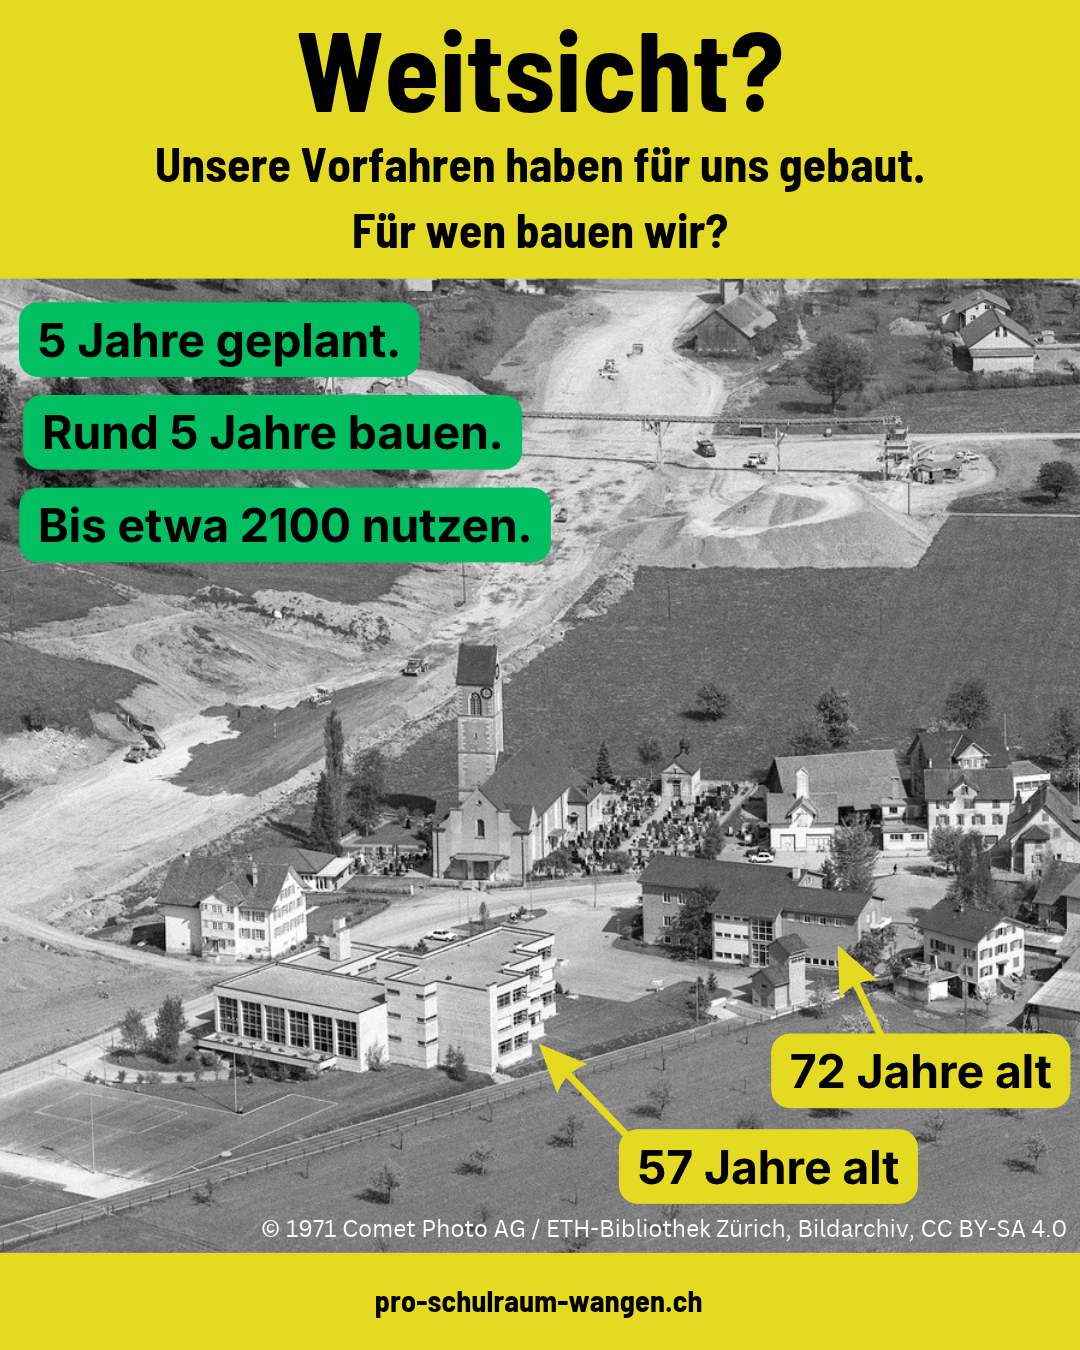 Weitsicht?
Unsere Vorfahren haben für uns gebaut.
Für wen bauen wir?
5 Jahre geplant.
Rund 5 Jahre bauen.
Bis etwa 2100 nutzen.
72 Jahre alt
57 Jahre alt
© 1971 Comet Photo AG / ETH-Bibliothek Zürich, Bildarchiv, CC BY-SA 4.0
pro-schulraum-wangen.ch